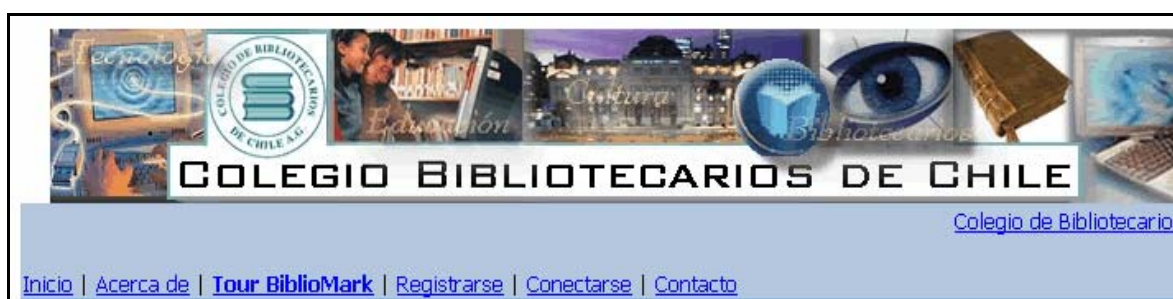 Tecnología
COLEGIO DE BIBLIOTECARIOS
DE CHILE A.G
Educación
Cultura
Bibliotecarios
COLEGIO BIBLIOTECARIOS DE CHILE
Colegio de Bibliotecario
Inicio | Acerca de | Tour BiblioMark | Registrarse | Conectarse | Contacto